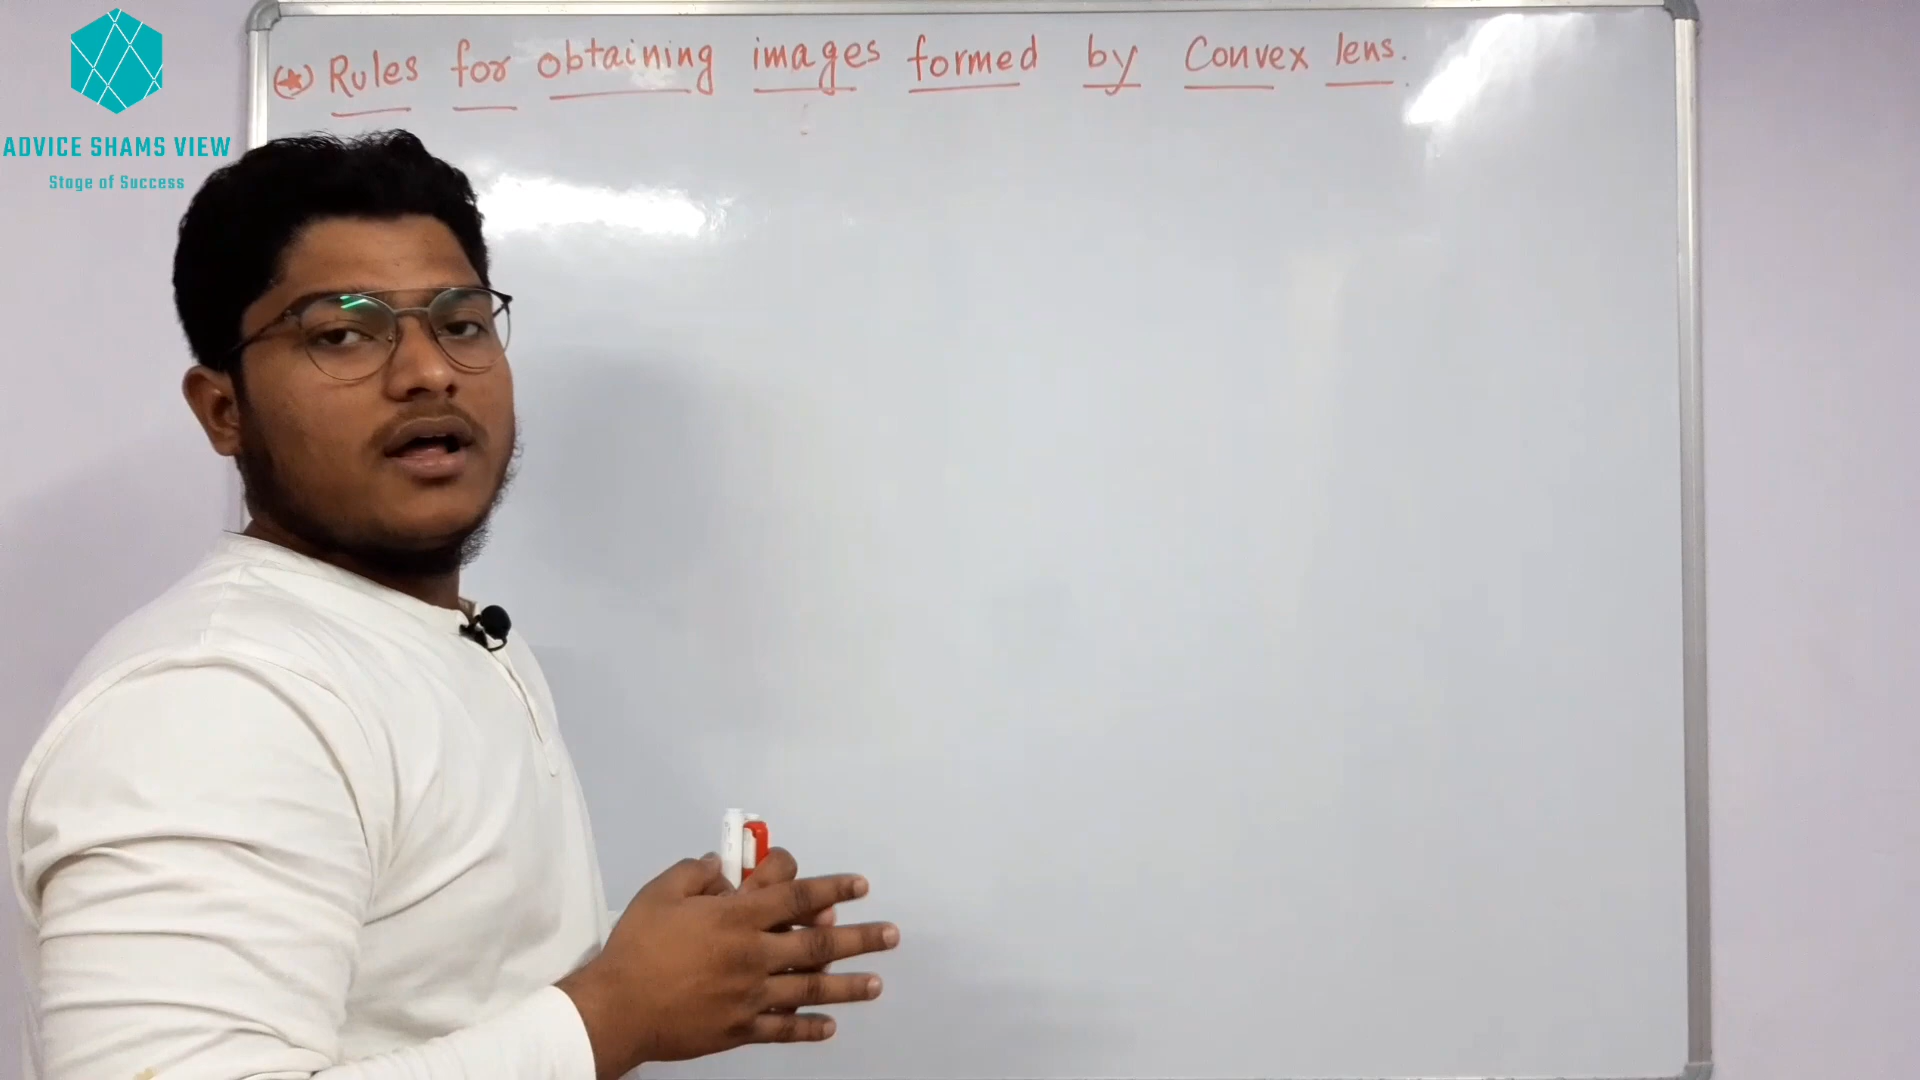 ADVICE SHAMS VIEW
Stage of Success
Rules for obtaining images formed by Convex lens.